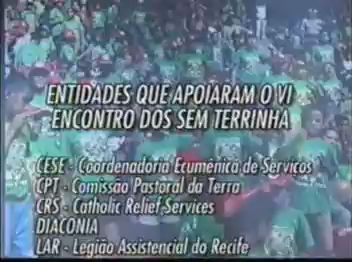 ENTIDADES QUE APOIARAM O VI
ENCONTRO DOS SEM TERRINHA
CESE - Coordenadoria Ecumênica de Serviços
CPT - Comissão Pastoral da Terra
CRS - Catholic Relief Services
DIACONIA
LAR - Legião Assistencial do Recife